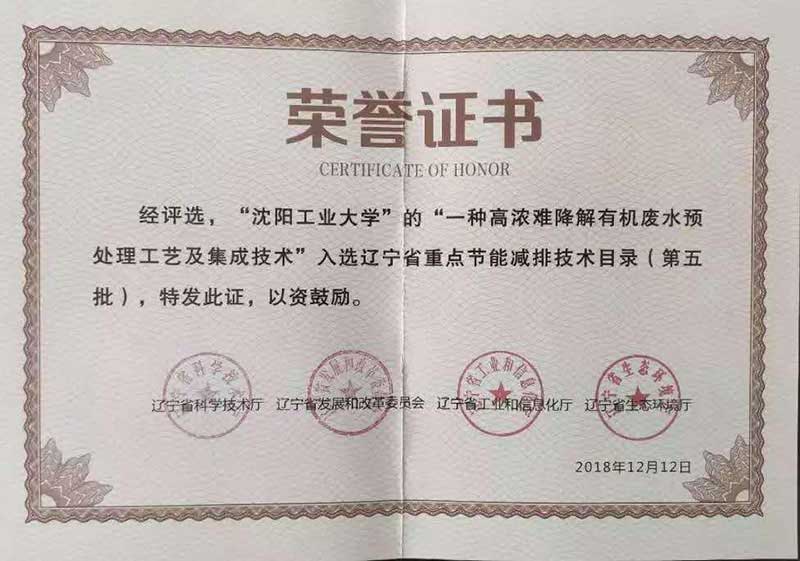 荣誉证书
CERTIFICATE OF HONOR
经评选，“沈阳工业大学”的“一种高浓难降解有机废水预
处理工艺及集成技术”入选辽宁省重点节能减排技术目录（第五
批），特发此证，以资鼓励。
辽宁省科学技术厅 辽宁省发展和改革委员会 辽宁省工业和信息化厅 辽宁省生态环境厅
2018年12月12日